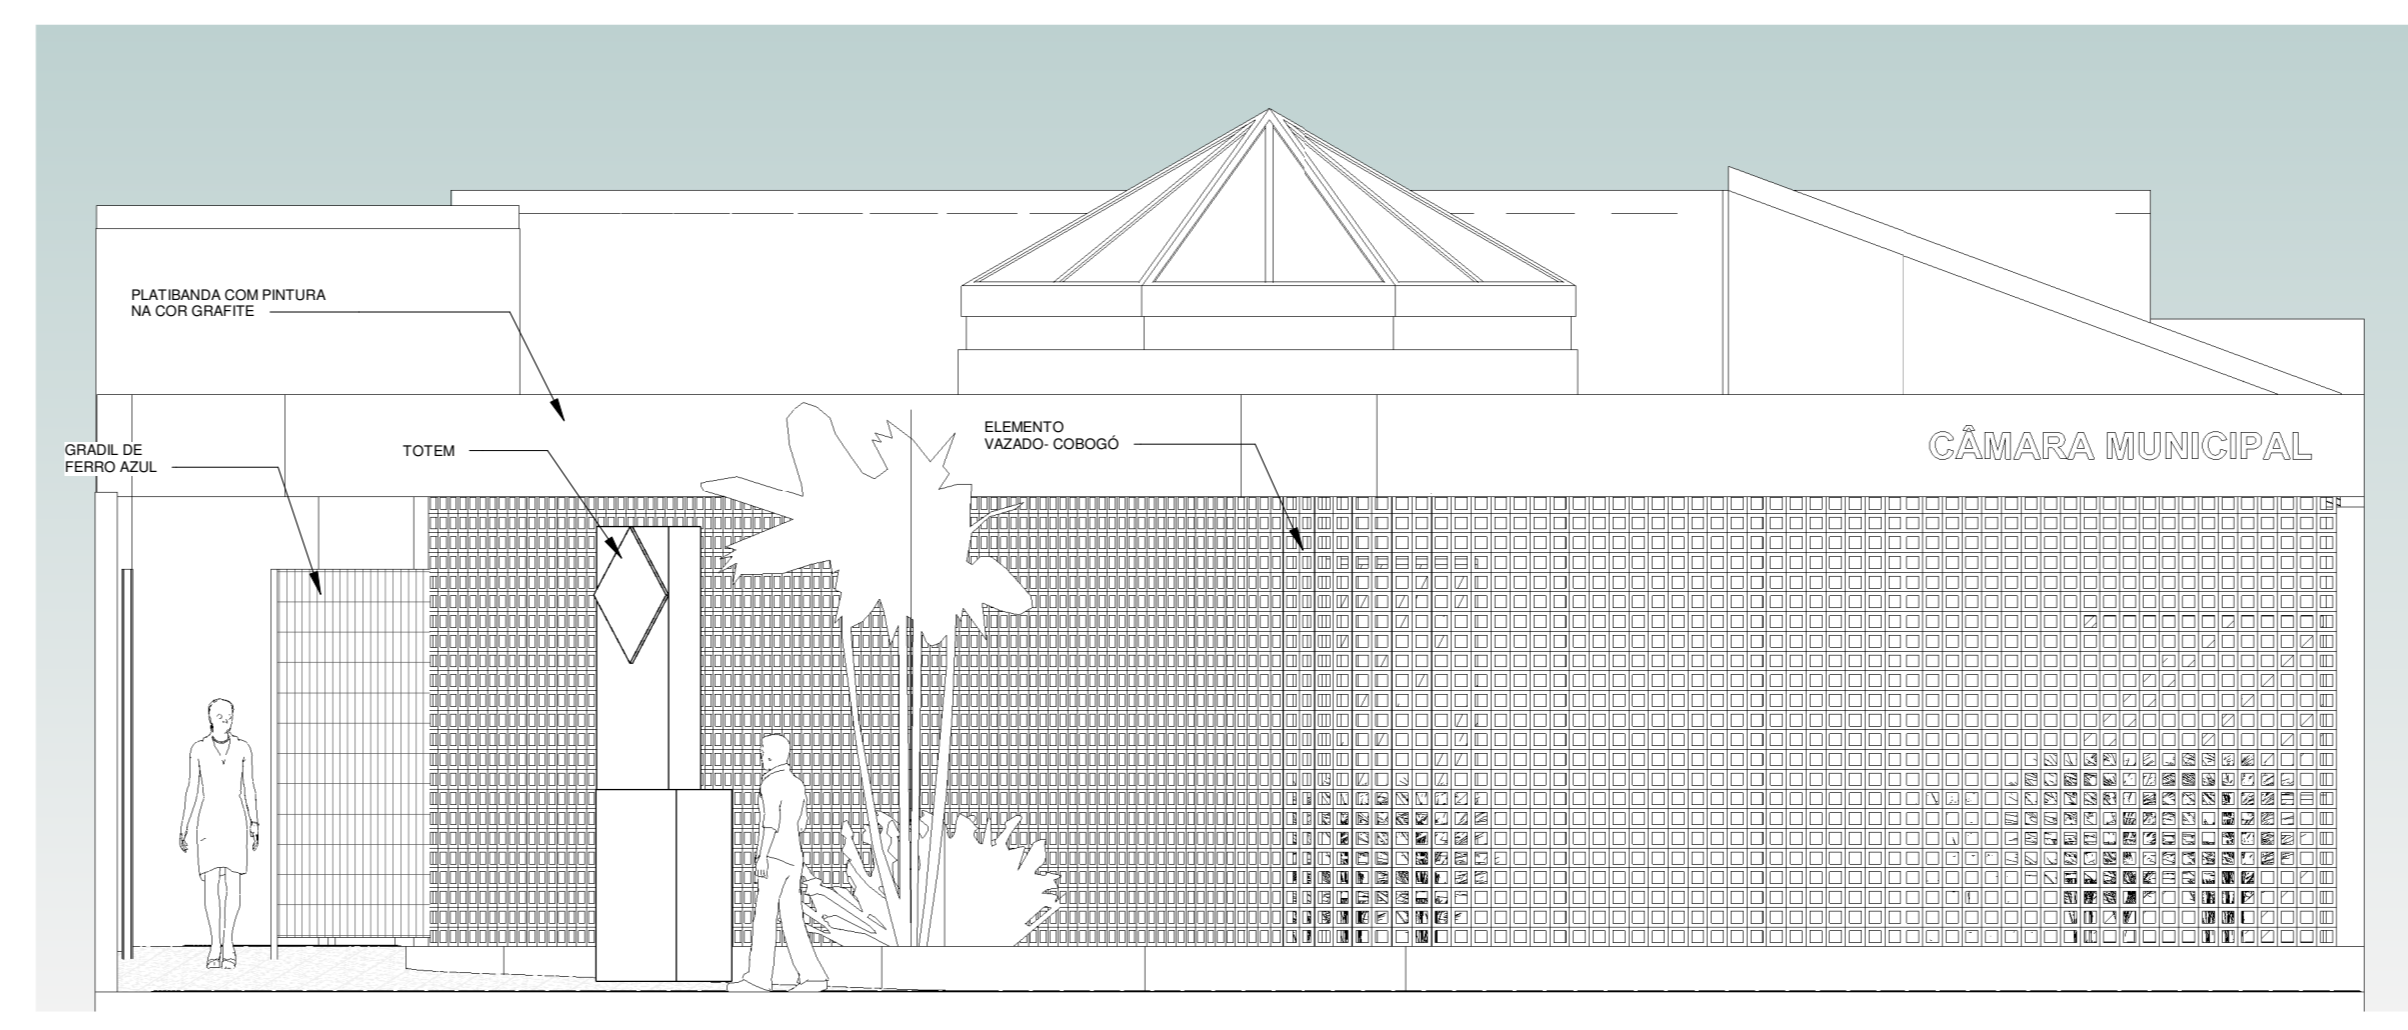 PLATIBANDA COM PINTURA
NA COR GRAFITE
GRADIL DE
FERRO AZUL
TOTEM
ELEMENTO
VAZADO- COBOGÓ
CÂMARA MUNICIPAL